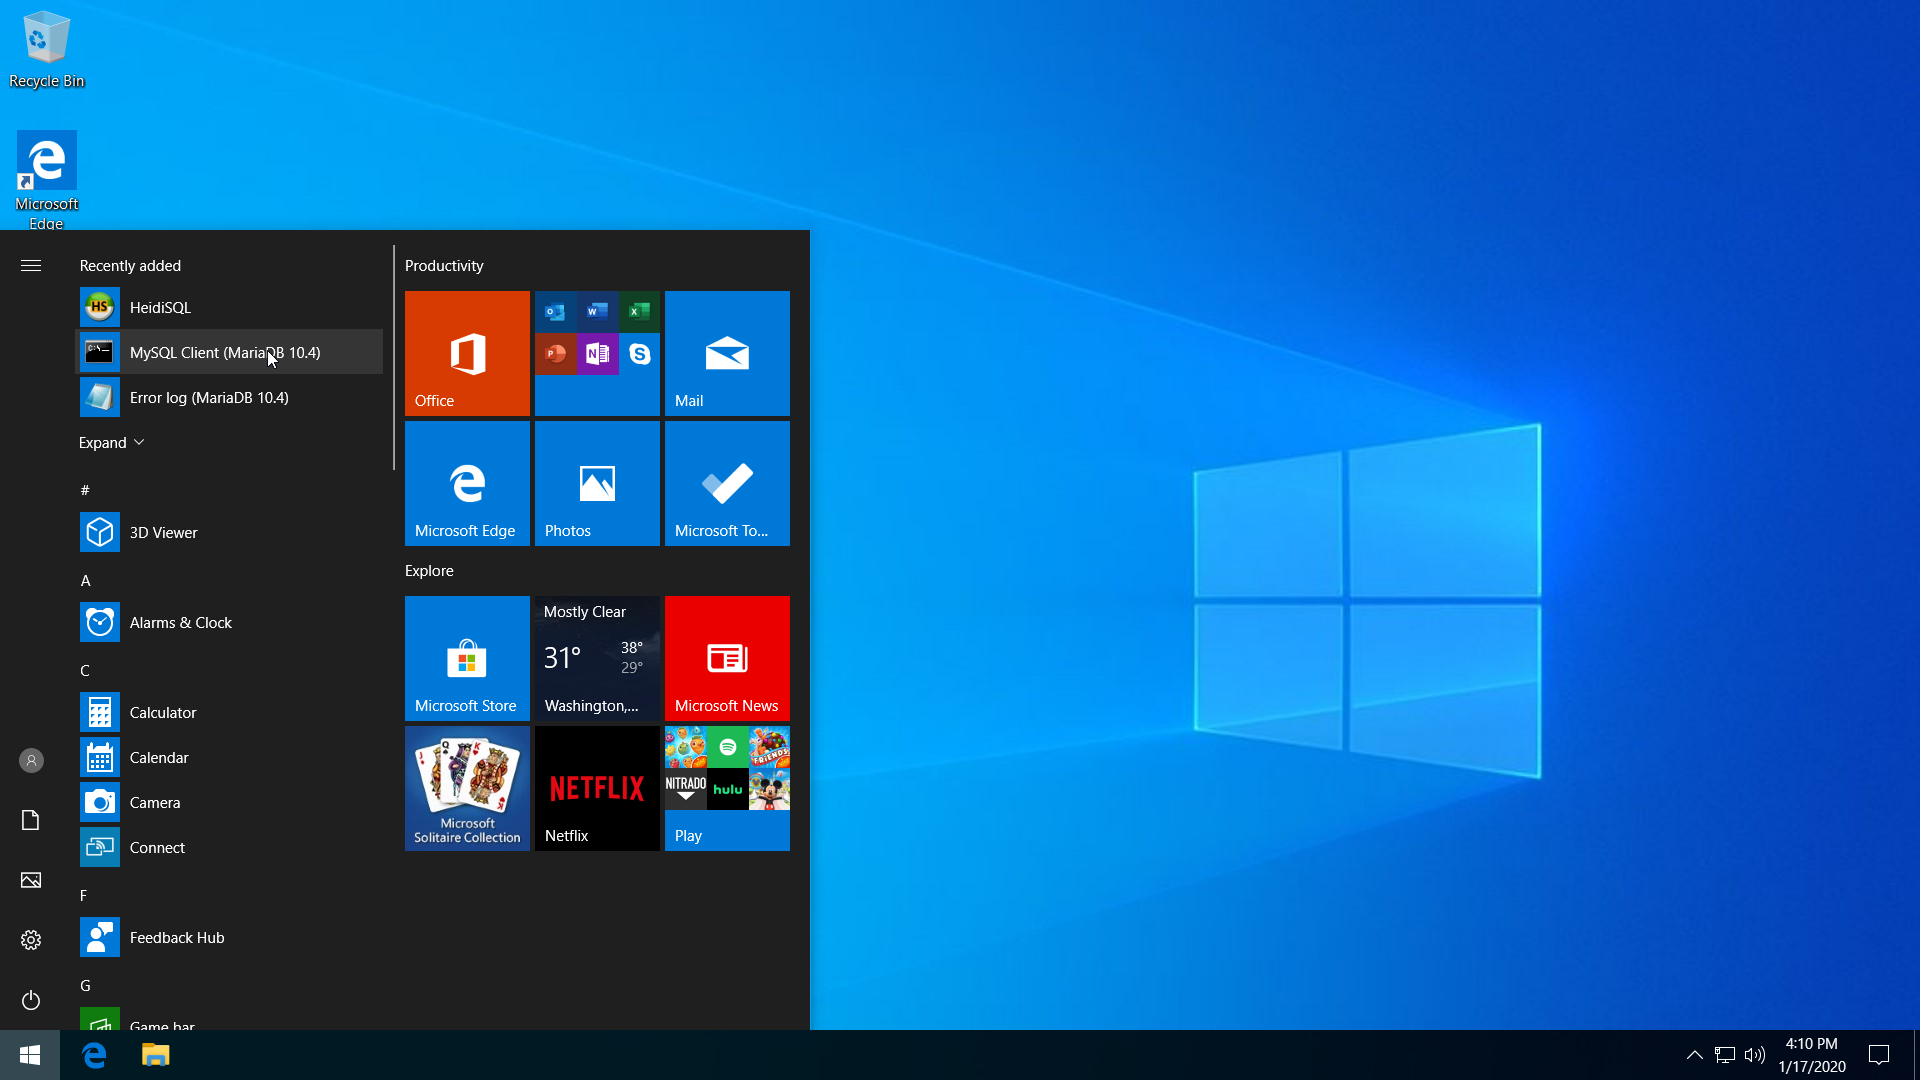 Recycle Bin
Microsoft
Edge
Recently added
HeidiSQL
MySQL Client (MariaDB 10.4)
Error log (MariaDB 10.4)
Expand
#
3D Viewer
A
Alarms & Clock
C
Calculator
Calendar
Camera
Connect
F
Feedback Hub
G
Game bar
Productivity
Office
Mail
Microsoft Edge
Photos
Microsoft To...
Explore
Microsoft Store
Mostly Clear
31°
38°
29°
Washington,...
Microsoft News
Microsoft
Solitaire Collection
NETFLIX
Netflix
NITRADO
hulu
FRIENDS
Play
4:10 PM
1/17/2020